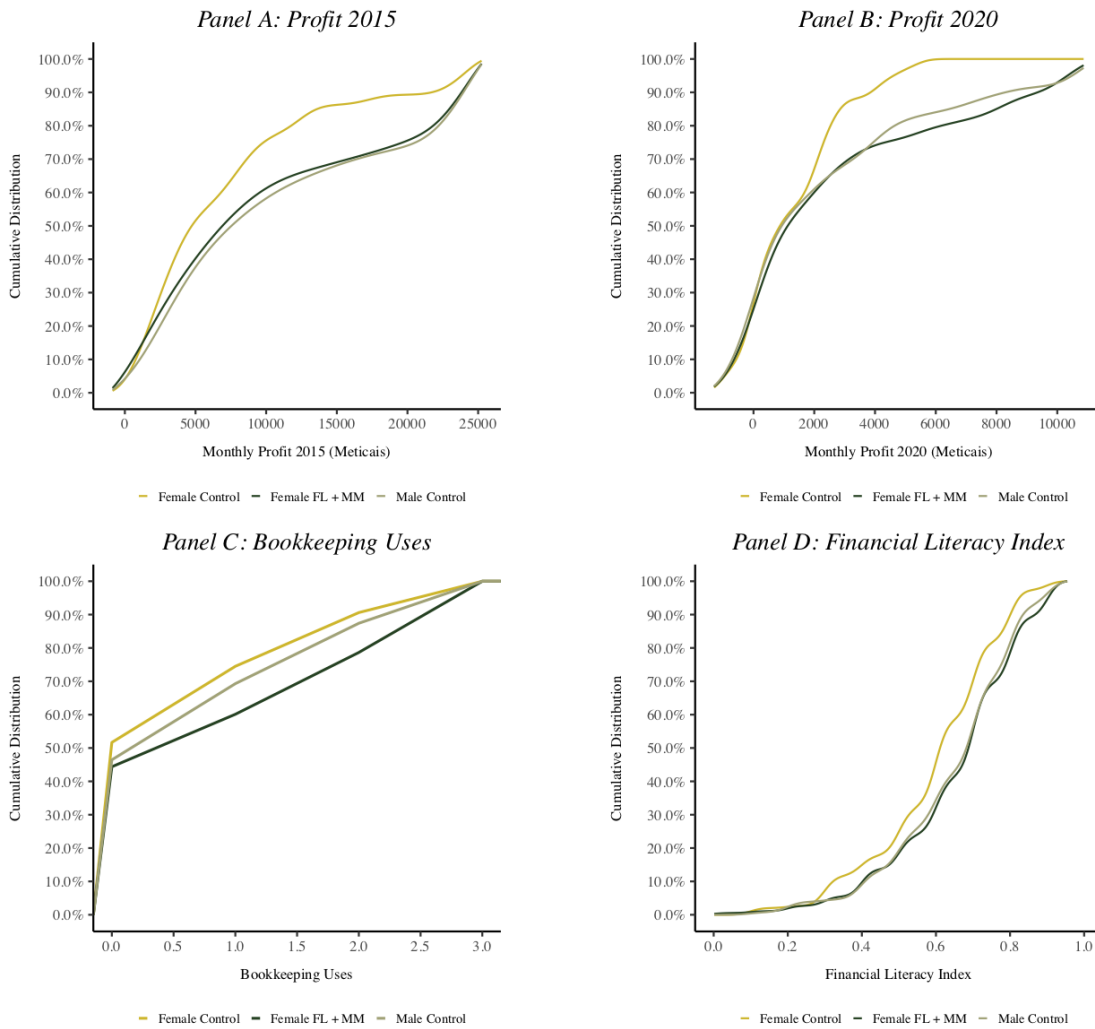 Panel A: Profit 2015
Cumulative Distribution
100.0%
90.0%
80.0%
70.0%
60.0%
50.0%
40.0%
30.0%
20.0%
10.0%
0.0%
0 5000 10000 15000 20000 25000
Monthly Profit 2015 (Meticais)
Female Control Female FL + MM Male Control
Panel B: Profit 2020
Cumulative Distribution
100.0%
90.0%
80.0%
70.0%
60.0%
50.0%
40.0%
30.0%
20.0%
10.0%
0.0%
0 2000 4000 6000 8000 10000
Monthly Profit 2020 (Meticais)
Female Control Female FL + MM Male Control
Panel C: Bookkeeping Uses
Cumulative Distribution
100.0%
90.0%
80.0%
70.0%
60.0%
50.0%
40.0%
30.0%
20.0%
10.0%
0.0%
0.0 0.5 1.0 1.5 2.0 2.5 3.0
Bookkeeping Uses
Female Control Female FL + MM Male Control
Panel D: Financial Literacy Index
Cumulative Distribution
100.0%
90.0%
80.0%
70.0%
60.0%
50.0%
40.0%
30.0%
20.0%
10.0%
0.0%
0.0 0.2 0.4 0.6 0.8 1.0
Financial Literacy Index
Female Control Female FL + MM Male Control